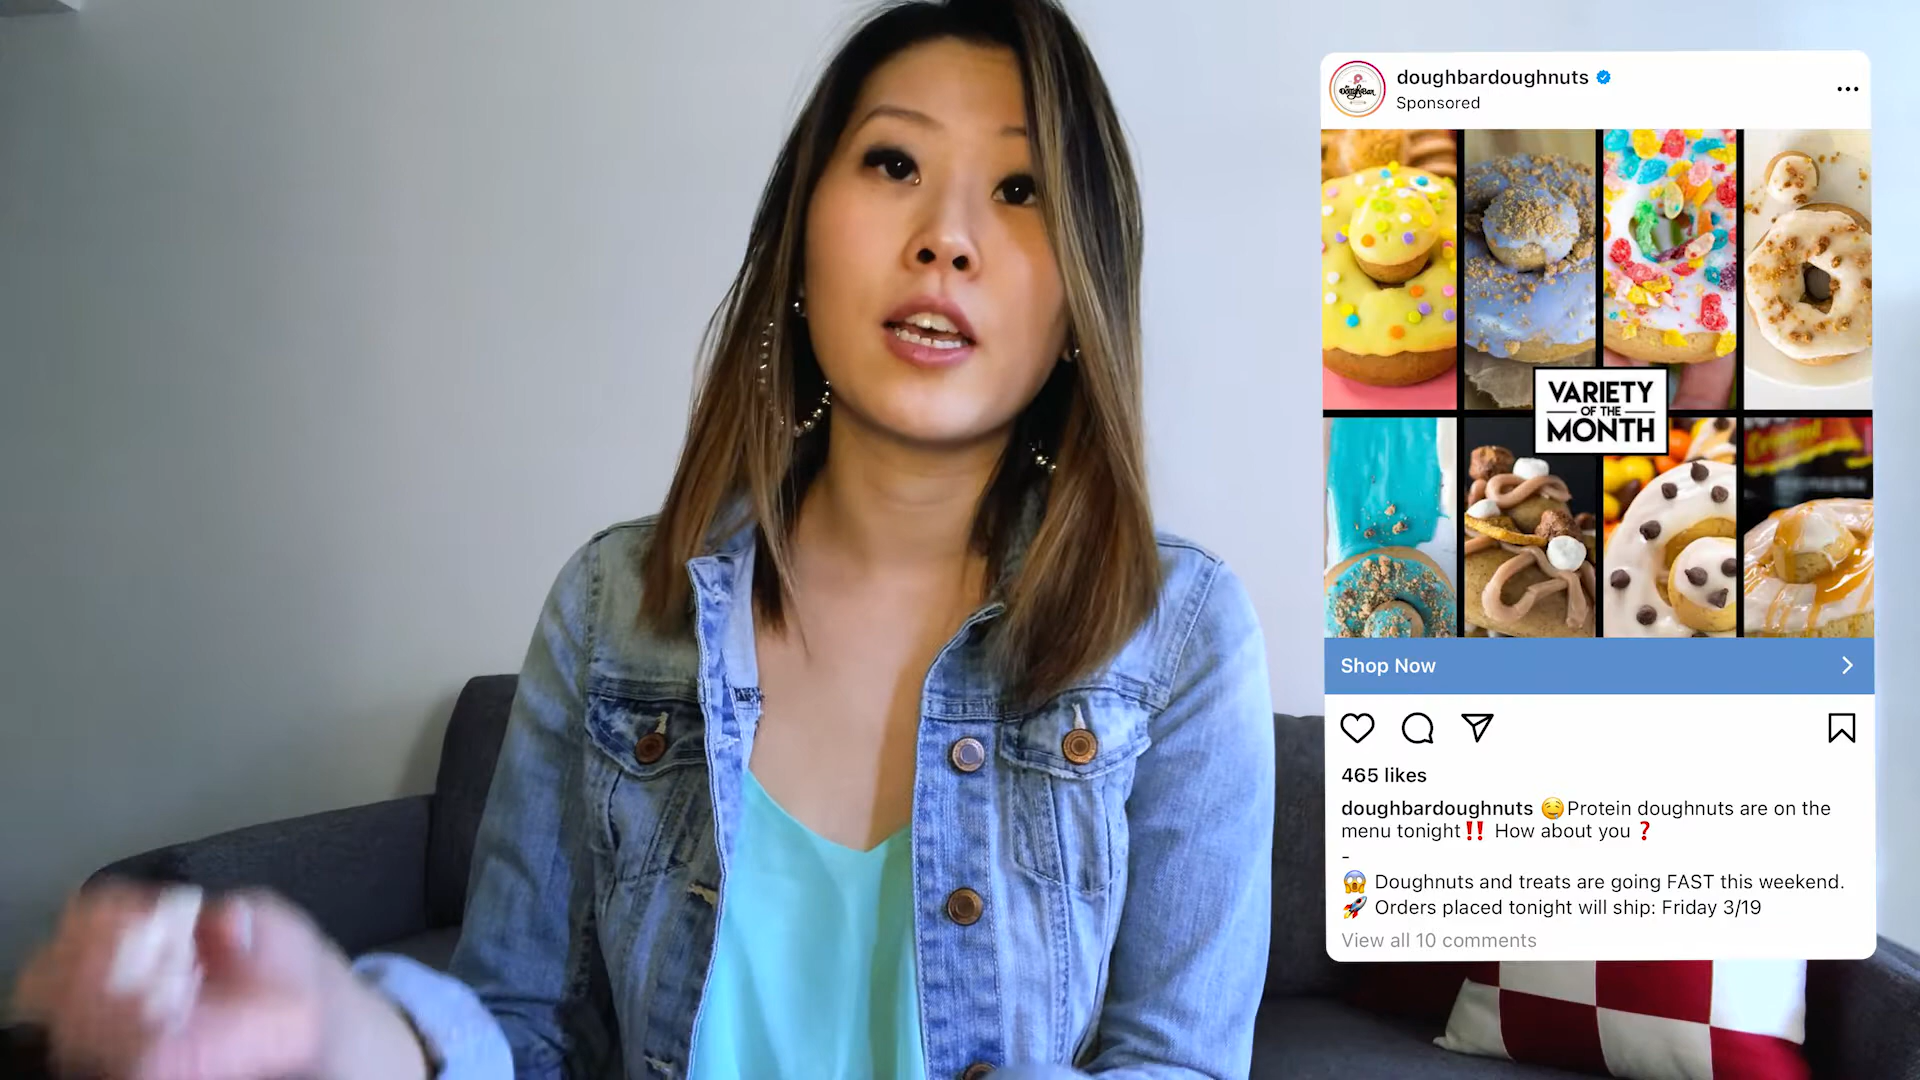 doughbardoughnuts
Sponsored
VARIETY
OF THE
MONTH
Shop Now
465 likes
doughbardoughnuts 🤤Protein doughnuts are on the
menu tonight‼️ How about you ❓
-
😱 Doughnuts and treats are going FAST this weekend.
🚀 Orders placed tonight will ship: Friday 3/19
View all 10 comments